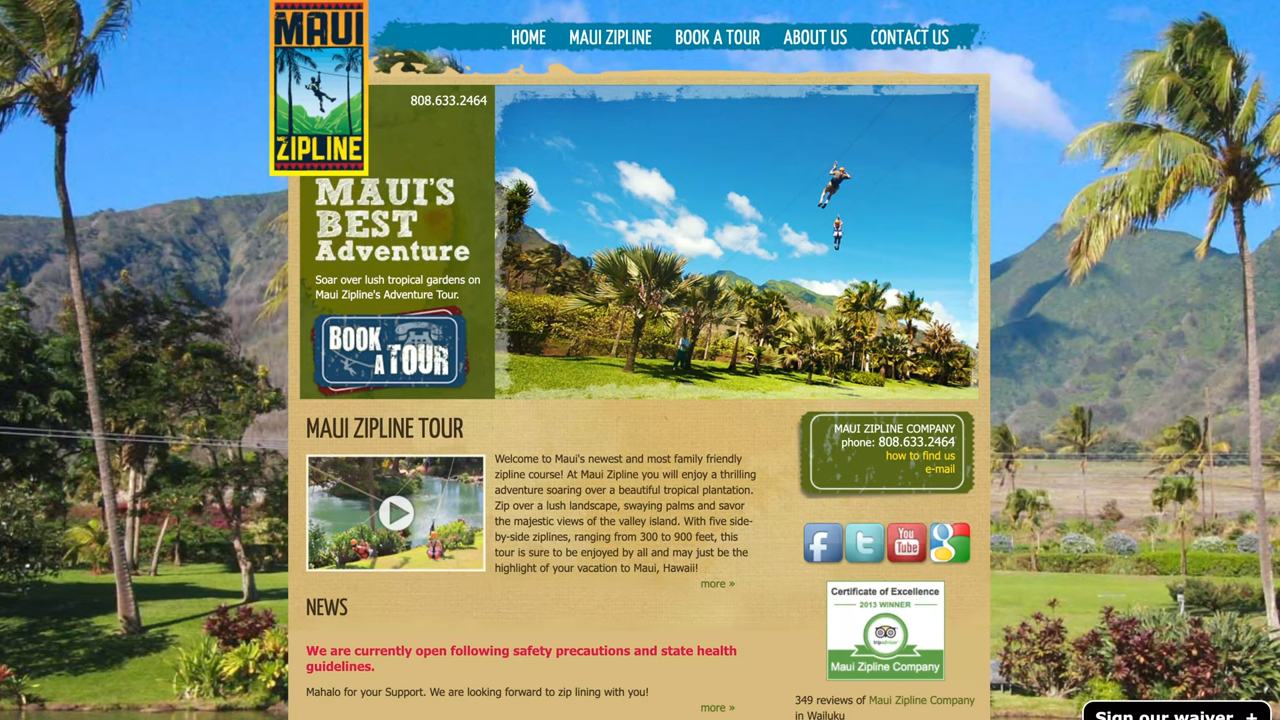 MAUI
ZIPLINE
HOME
MAUI ZIPLINE
BOOK A TOUR
ABOUT US
CONTACT US
808.633.2464
MAUI'S
BEST
Adventure
Soar over lush tropical gardens on
Maui Zipline's Adventure Tour.
BOOK
A TOUR
MAUI ZIPLINE TOUR
Welcome to Maui's newest and most family friendly
zipline course! At Maui Zipline you will enjoy a thrilling
adventure soaring over a beautiful tropical plantation.
Zip over a lush landscape, swaying palms and savor
the majestic views of the valley island. With five side-
by-side ziplines, ranging from 300 to 900 feet, this
tour is sure to be enjoyed by all and may just be the
highlight of your vacation to Maui, Hawaii!
more »
NEWS
We are currently open following safety precautions and state health
guidelines.
Mahalo for your Support. We are looking forward to zip lining with you!
more »
MAUI ZIPLINE COMPANY
phone: 808.633.2464
how to find us
e-mail
f
t
You
Tube
g
Certificate of Excellence
2013 WINNER
tripadvisor
Maui Zipline Company
349 reviews of Maui Zipline Company
in Wailuku
Sign our waiver +